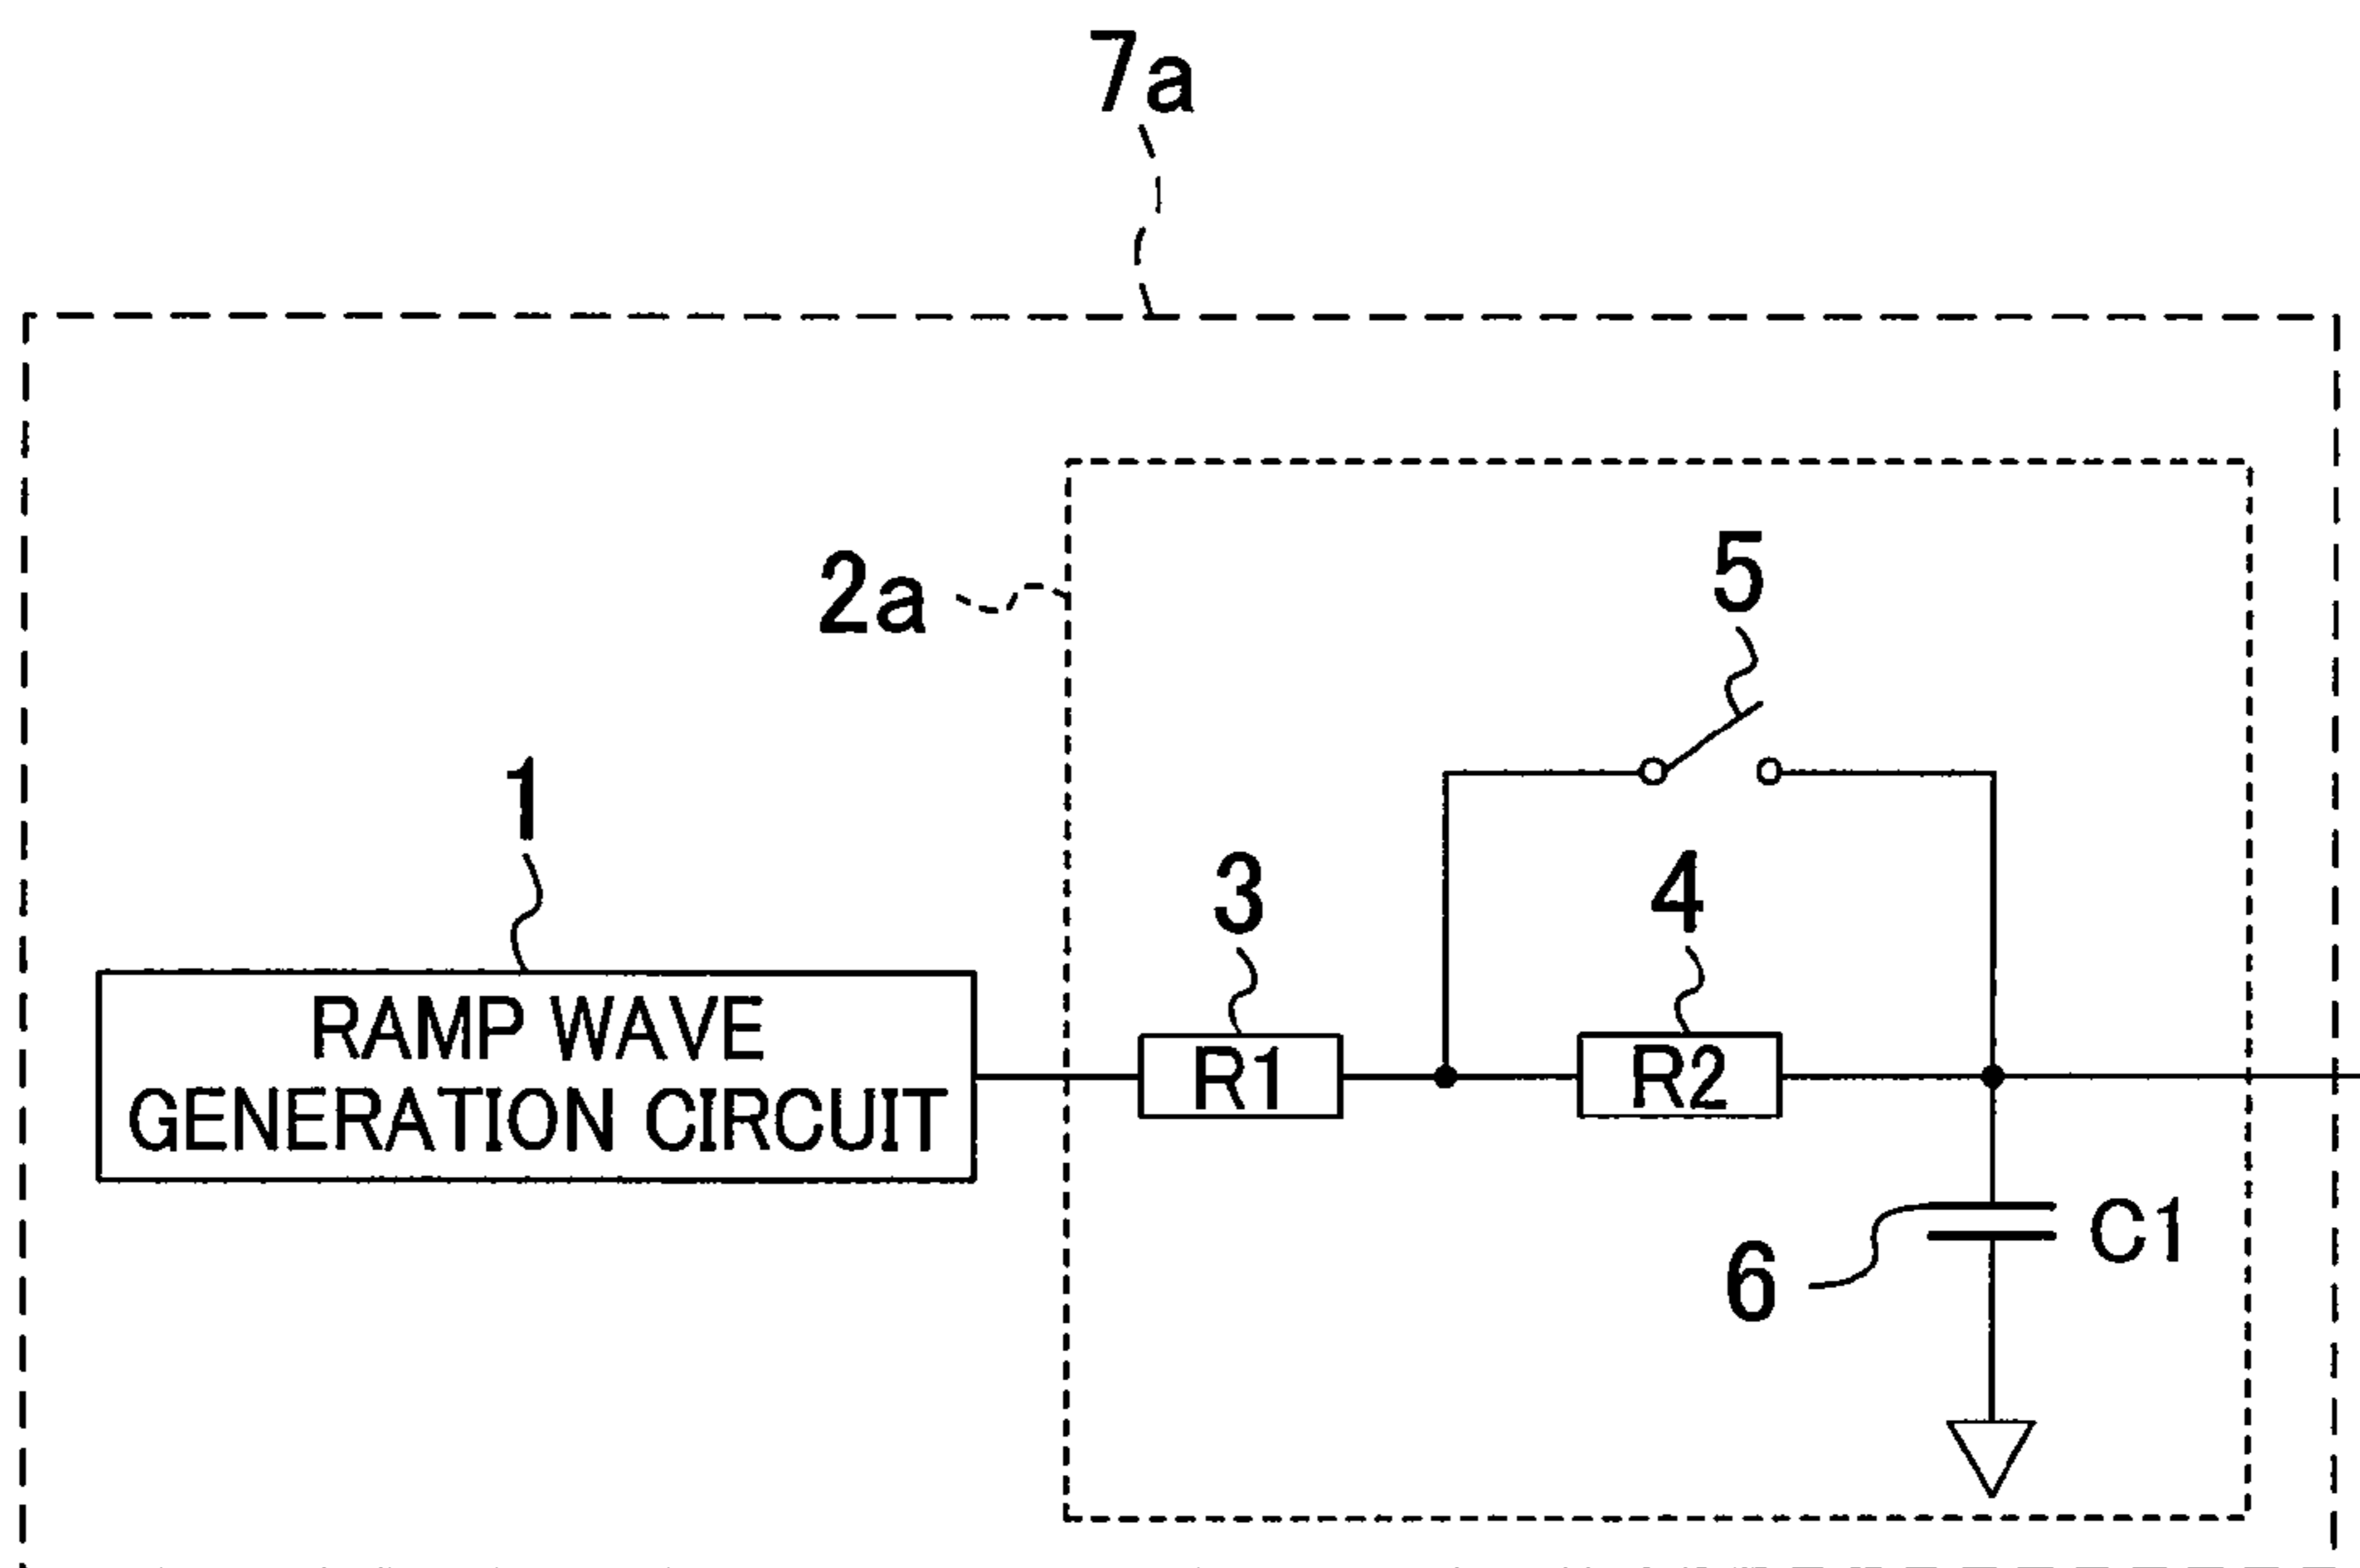 7a
2a
5
1
3
4
RAMP WAVE
GENERATION CIRCUIT
R1
R2
6
C1